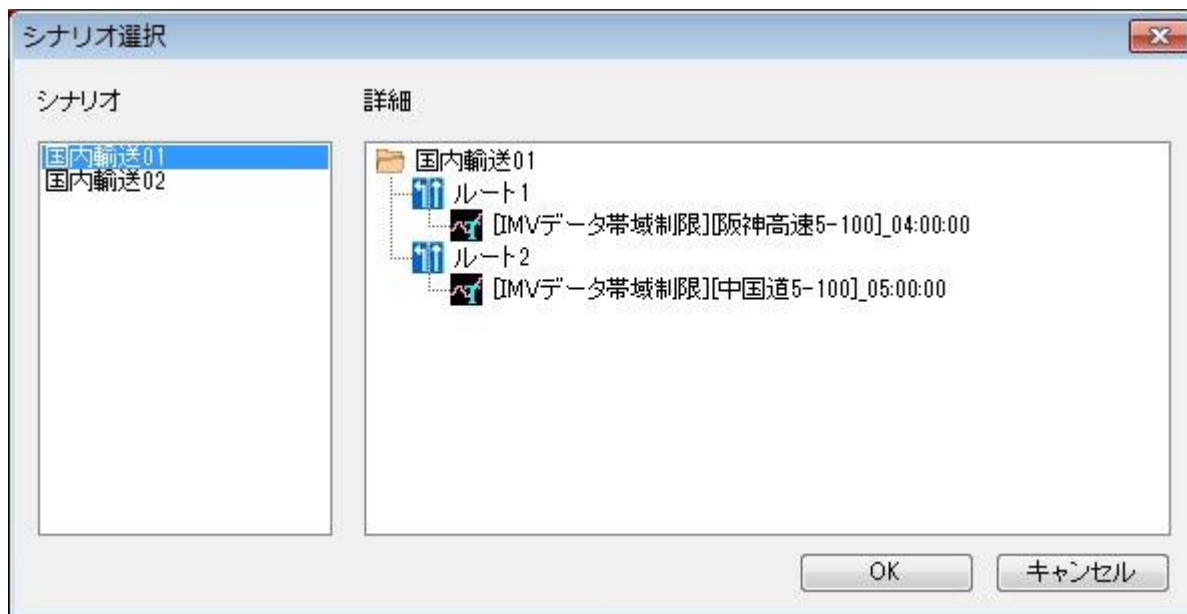 シナリオ選択
シナリオ
詳細
国内輸送01
国内輸送02
国内輸送01
ルート1
[IMVデータ帯域制限][阪神高速5-100]_04:00:00
ルート2
[IMVデータ帯域制限][中国道5-100]_05:00:00
OK
キャンセル